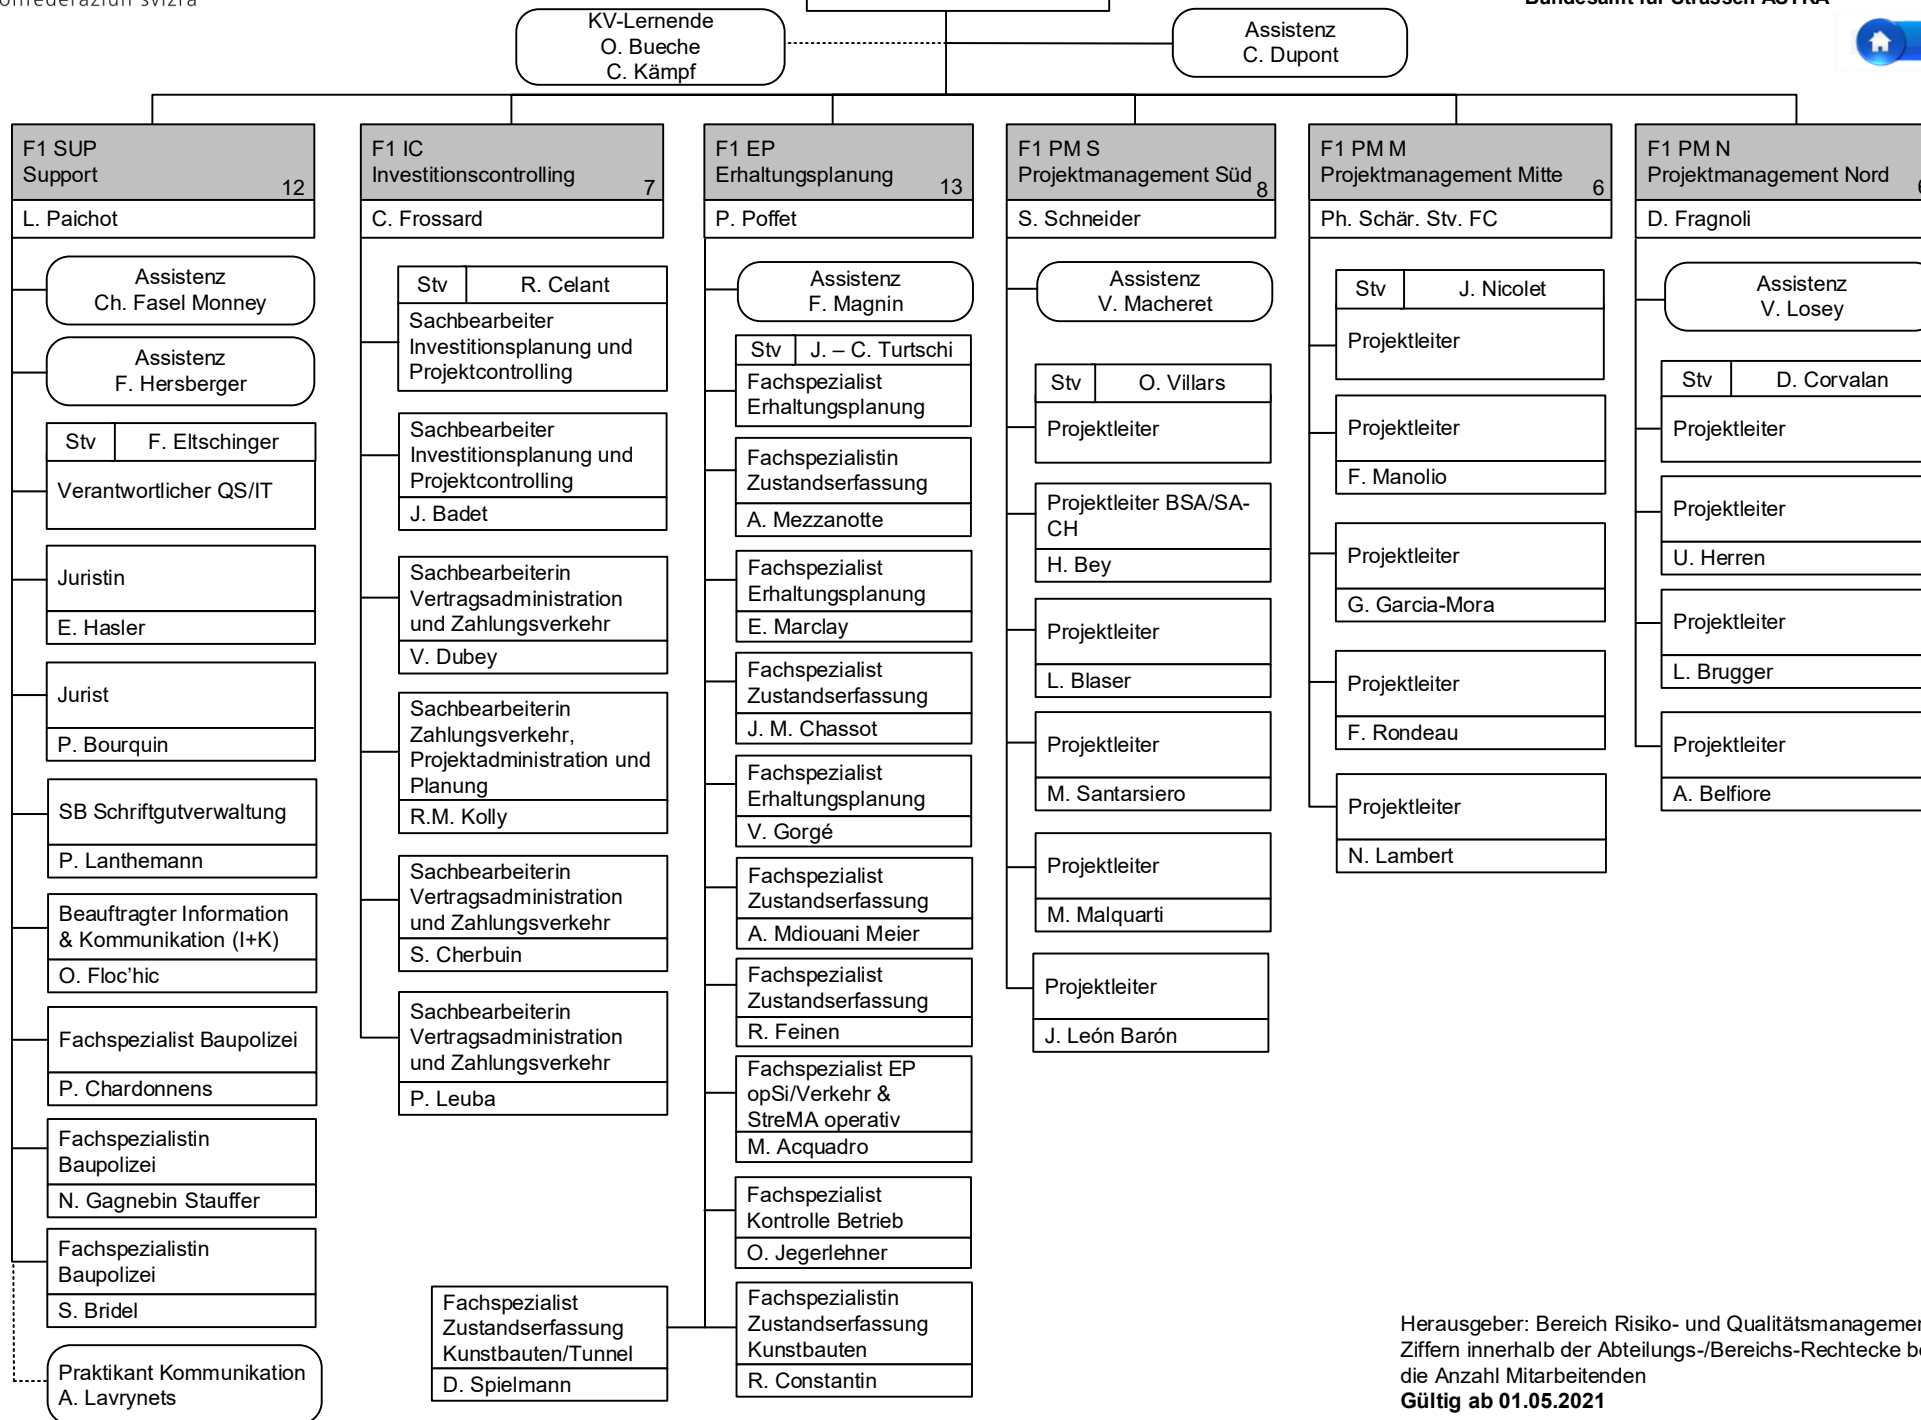 KV-Lernende
O. Bueche
C. Kämpf
Assistenz
C. Dupont
F1 SUP
Support
12
L. Paichot
Assistenz
Ch. Fasel Monney
Assistenz
F. Hersberger
Stv
F. Eltschinger
Verantwortlicher QS/IT
Juristin
E. Hasler
Jurist
P. Bourquin
SB Schriftgutverwaltung
P. Lanthemann
Beauftragter Information
& Kommunikation (I+K)
O. Floc'hic
Fachspezialist Baupolizei
P. Chardonnens
Fachspezialistin
Baupolizei
N. Gagnebin Stauffer
Fachspezialistin
Baupolizei
S. Bridel
Praktikant Kommunikation
A. Lavrynets
F1 IC
Investitionscontrolling
7
C. Frossard
Stv
R. Celant
Sachbearbeiter
Investitionsplanung und
Projektcontrolling
Sachbearbeiter
Investitionsplanung und
Projektcontrolling
J. Badet
Sachbearbeiterin
Vertragsadministration
und Zahlungsverkehr
V. Dubey
Sachbearbeiterin
Zahlungsverkehr,
Projektadministration und
Planung
R.M. Kolly
Sachbearbeiterin
Vertragsadministration
und Zahlungsverkehr
S. Cherbuin
Sachbearbeiterin
Vertragsadministration
und Zahlungsverkehr
P. Leuba
F1 EP
Erhaltungsplanung
13
P. Poffet
Assistenz
F. Magnin
Stv
J. – C. Turtschi
Fachspezialist
Erhaltungsplanung
Fachspezialistin
Zustandserfassung
A. Mezzanotte
Fachspezialist
Erhaltungsplanung
E. Marclay
Fachspezialist
Zustandserfassung
J. M. Chassot
Fachspezialist
Erhaltungsplanung
V. Gorgé
Fachspezialist
Zustandserfassung
A. Mdiouani Meier
Fachspezialist
Zustandserfassung
R. Feinen
Fachspezialist EP
opSi/Verkehr &
StreMA operativ
M. Acquadro
Fachspezialist
Kontrolle Betrieb
O. Jegerlehner
Fachspezialist
Zustandserfassung
Kunstbauten/Tunnel
D. Spielmann
Fachspezialistin
Zustandserfassung
Kunstbauten
R. Constantin
F1 PM S
Projektmanagement Süd
8
S. Schneider
Assistenz
V. Macheret
Stv
O. Villars
Projektleiter
Projektleiter BSA/SA-
CH
H. Bey
Projektleiter
L. Blaser
Projektleiter
M. Santarsiero
Projektleiter
M. Malquarti
Projektleiter
J. León Barón
F1 PM M
Projektmanagement Mitte
6
Ph. Schär. Stv. FC
Stv
J. Nicolet
Projektleiter
Projektleiter
F. Manolio
Projektleiter
G. Garcia-Mora
Projektleiter
F. Rondeau
Projektleiter
N. Lambert
F1 PM N
Projektmanagement Nord
D. Fragnoli
Assistenz
V. Losey
Stv
D. Corvalan
Projektleiter
Projektleiter
U. Herren
Projektleiter
L. Brugger
Projektleiter
A. Belfiore
Herausgeber: Bereich Risiko- und
Ziffern innerhalb der Abteilungs-/Bereichs-Rechtecke
die Anzahl Mitarbeitenden
Gültig ab 01.05.2021